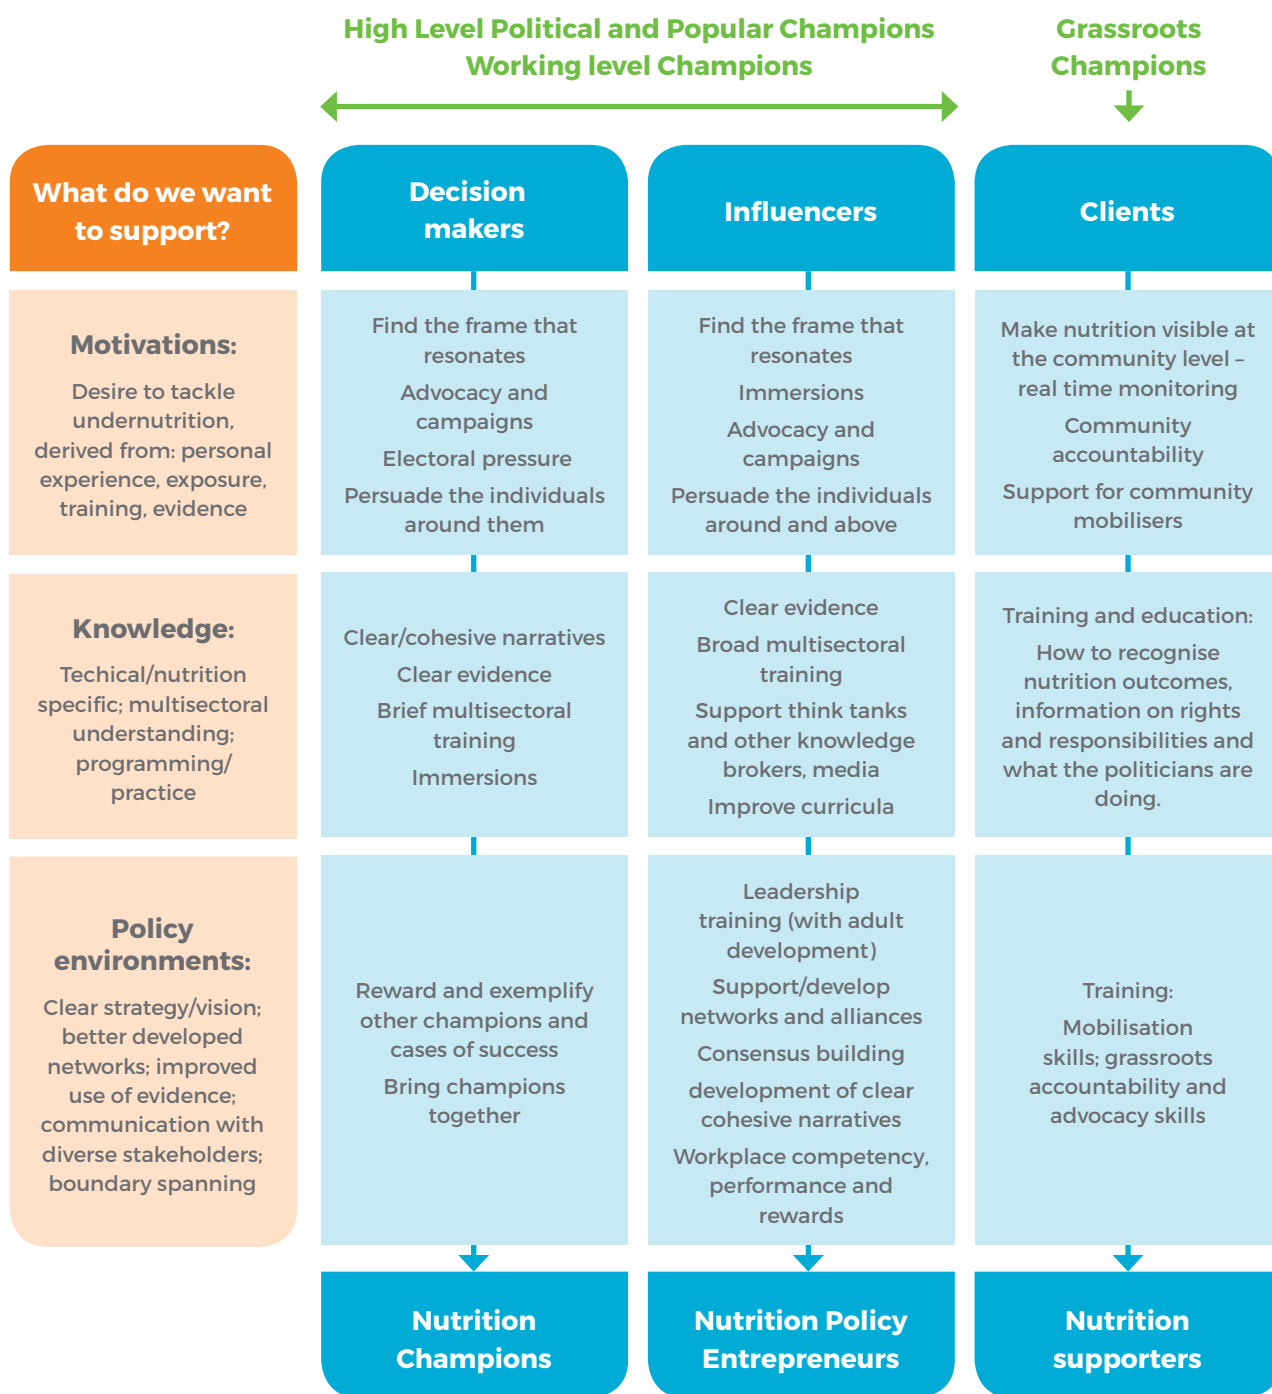 High Level Political and Popular Champions
Working level Champions
Grassroots
Champions
What do we want
to support?
Decision
makers
Influencers
Clients
Motivations:
Desire to tackle
undernutrition,
derived from: personal
experience, exposure,
training, evidence
Find the frame that
resonates
Advocacy and
campaigns
Electoral pressure
Persuade the individuals
around them
Find the frame that
resonates
Immersions
Advocacy and
campaigns
Persuade the individuals
around and above
Make nutrition visible at
the community level –
real time monitoring
Community
accountability
Support for community
mobilisers
Knowledge:
Techical/nutrition
specific; multisectoral
understanding;
programming/
practice
Clear/cohesive narratives
Clear evidence
Brief multisectoral
training
Immersions
Clear evidence
Broad multisectoral
training
Support think tanks
and other knowledge
brokers, media
Improve curricula
Training and education:
How to recognise
nutrition outcomes,
information on rights
and responsibilities and
what the politicians are
doing.
Policy
environments:
Clear strategy/vision;
better developed
networks; improved
use of evidence;
communication with
diverse stakeholders;
boundary spanning
Reward and exemplify
other champions and
cases of success
Bring champions
together
Leadership
training (with adult
development)
Support/develop
networks and alliances
Consensus building
development of clear
cohesive narratives
Workplace competency,
performance and
rewards
Training:
Mobilisation
skills; grassroots
accountability and
advocacy skills
Nutrition
Champions
Nutrition Policy
Entrepreneurs
Nutrition
supporters